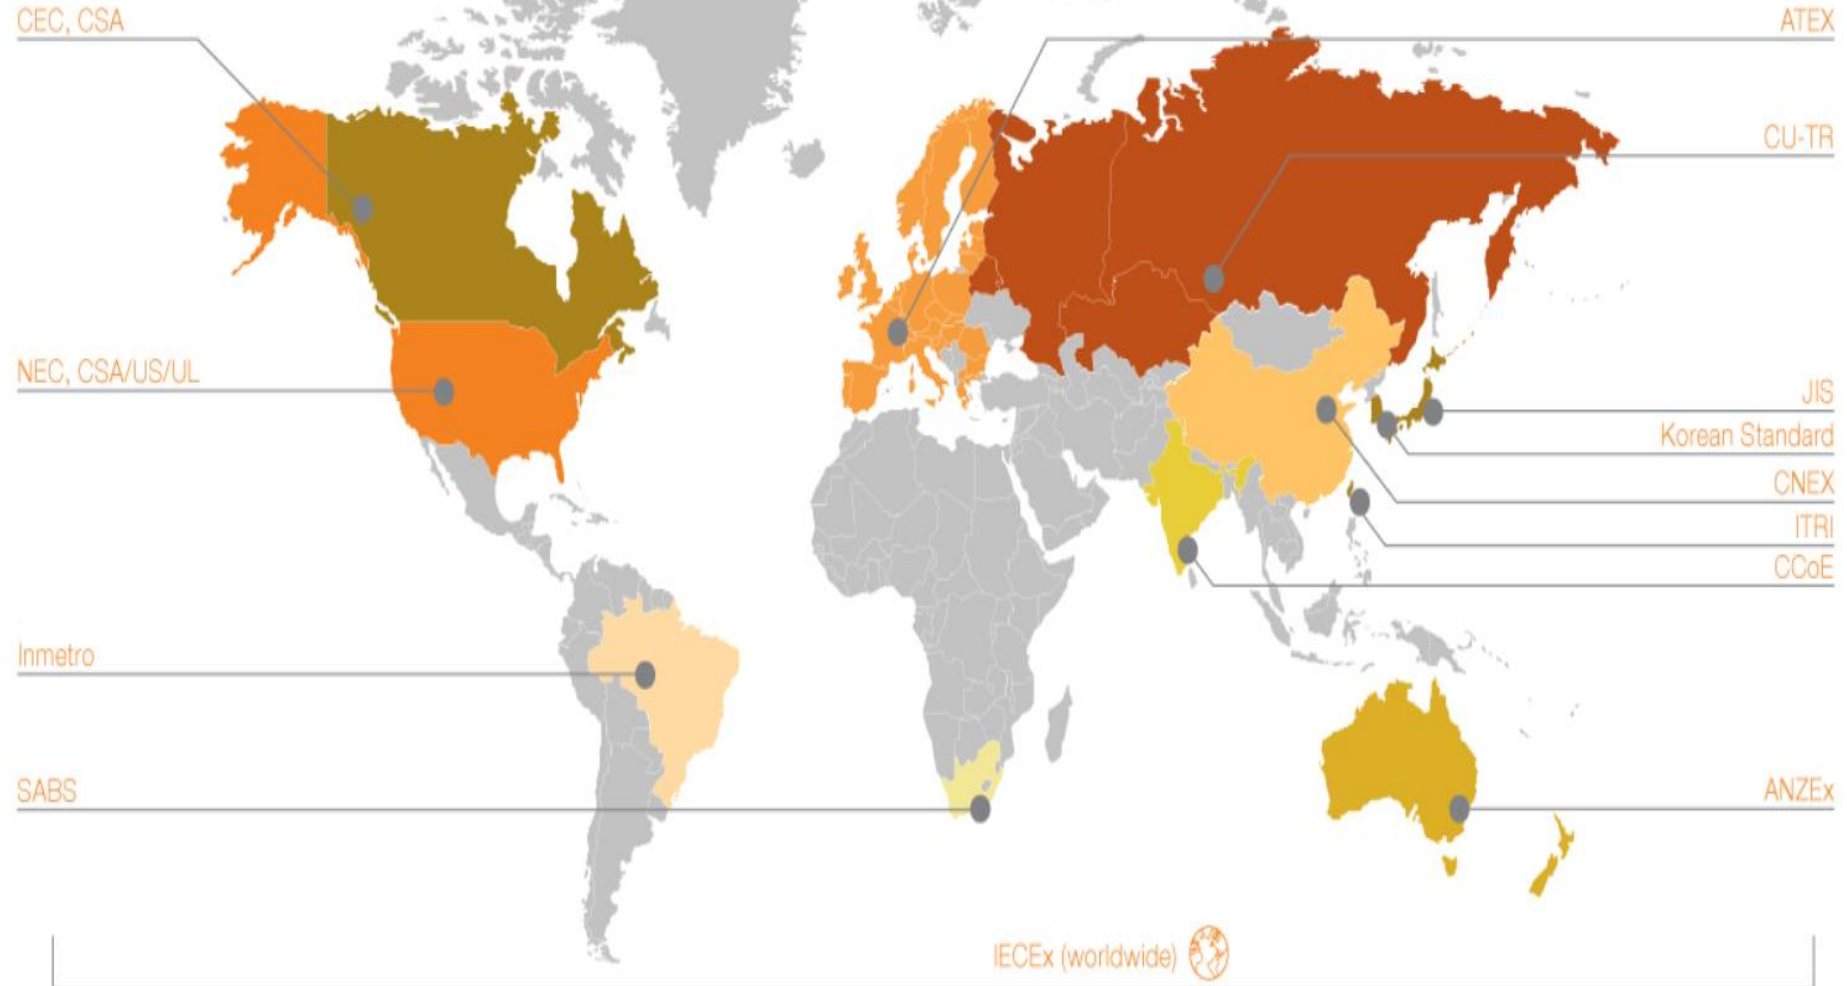 CEC, CSA
ATEX
CU-TR
NEC, CSA/US/UL
JIS
Korean Standard
CNEX
ITRI
CCoE
Inmetro
SABS
ANZEx
IECEx (worldwide)